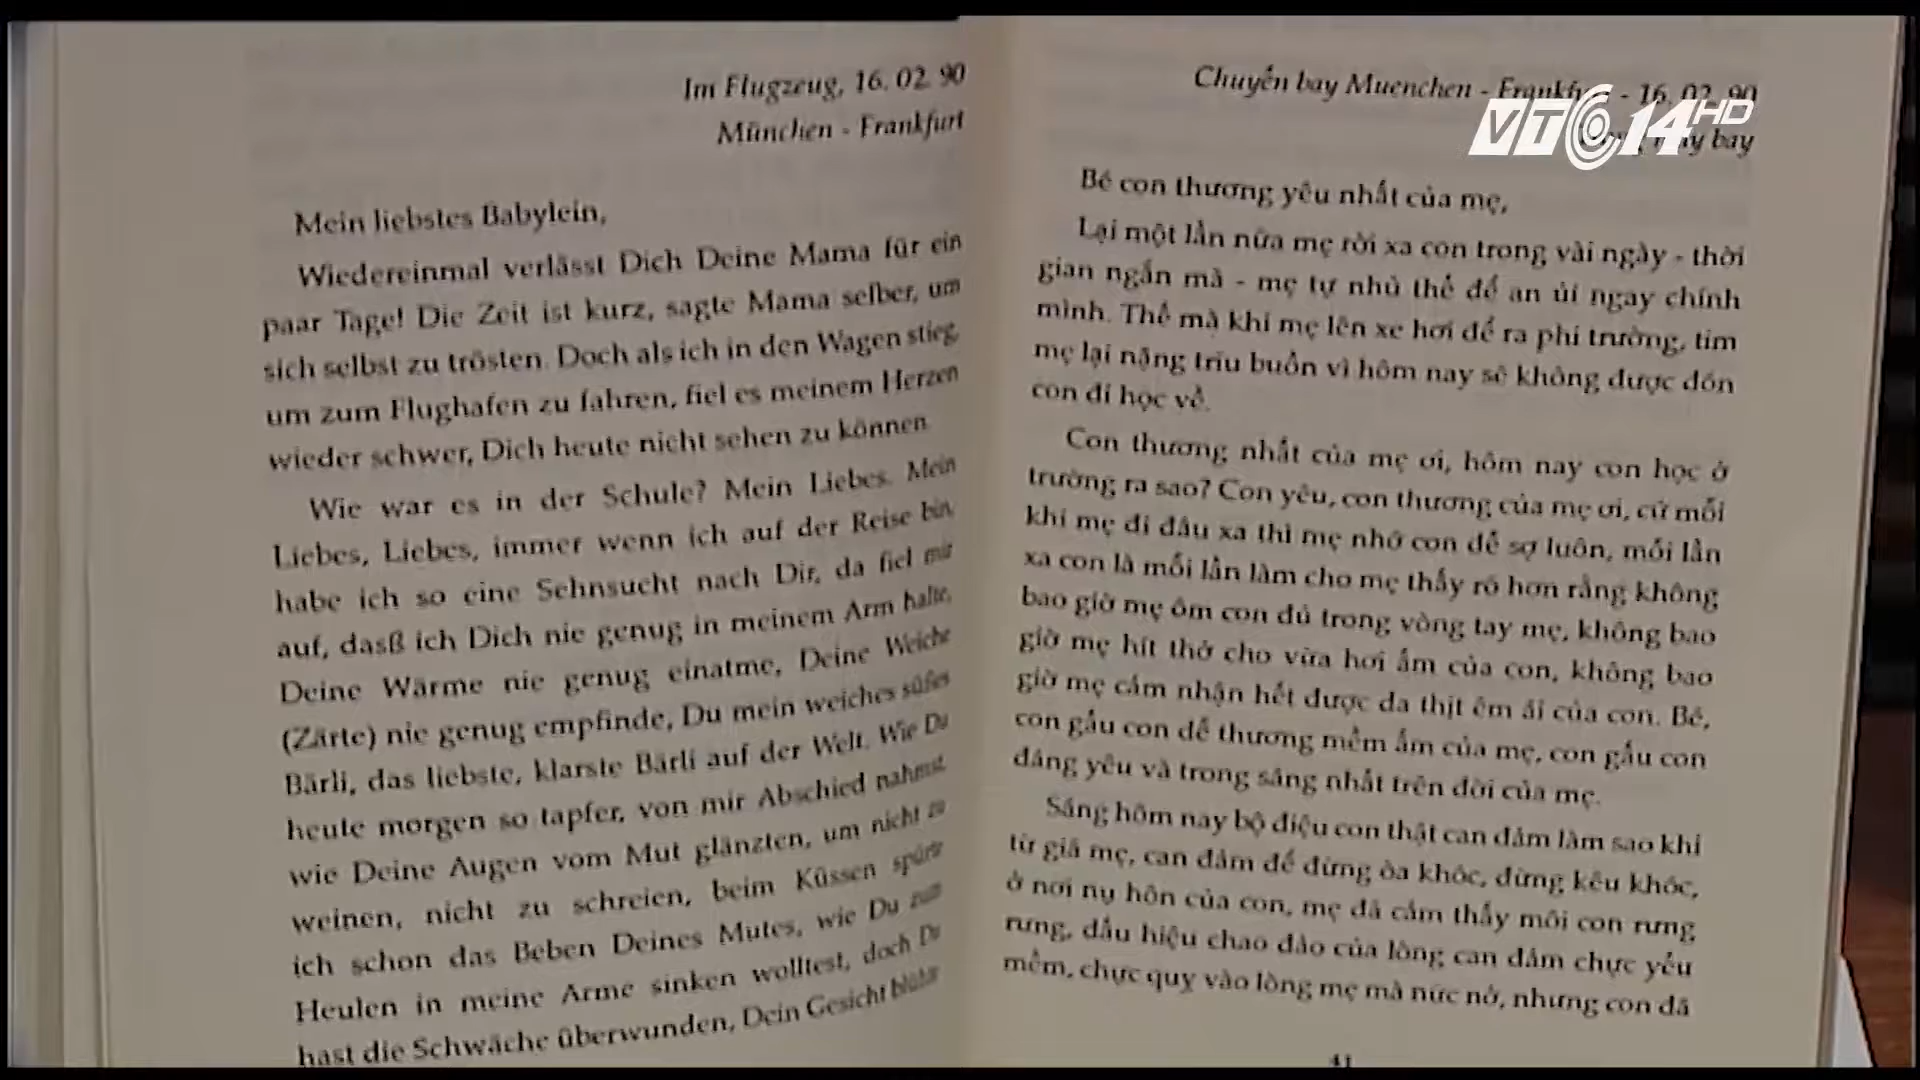 Im Flugzeug, 16. 02. 90
München - Frankfurt
Mein liebstes Babylein,
Wiedereinmal verlässt Dich Deine Mama für ein
paar Tage! Die Zeit ist kurz, sagte Mama selber, um
sich selbst zu trösten. Doch als ich in den Wagen stieg,
um zum Flughafen zu fahren, fiel es meinem Herzen
wieder schwer, Dich heute nicht sehen zu können.
Wie war es in der Schule? Mein Liebes. Mein
Liebes, Liebes, immer wenn ich auf der Reise bin,
habe ich so eine Sehnsucht nach Dir, da fiel mir
auf, dasß ich Dich nie genug in meinem Arm halte,
Deine Wärme nie genug einatme, Deine Weiche
(Zärte) nie genug empfinde, Du mein weiches süßes
Bärli, das liebste, klarste Bärli auf der Welt. Wie Du
heute morgen so tapfer, von mir Abschied nahmst,
wie Deine Augen vom Mut glänzten, um nicht zu
weinen, nicht zu schreien, beim Küssen spürte
ich schon das Beben Deines Mutes, wie Du zum
Heulen in meine Arme sinken wolltest, doch Du
hast die Schwäche überwunden, Dein Gesicht
Chuyến bay Muenchen - Frankfurt - 16. 02. 90
VTC14 HD
máy bay
Bé con thương yêu nhất của mẹ,
Lại một lần nữa mẹ rời xa con trong vài ngày - thời
gian ngắn mà - mẹ tự nhủ thế để an ủi ngay chính
mình. Thế mà khi mẹ lên xe hơi để ra phi trường, tim
mẹ lại nặng trĩu buồn vì hôm nay sẽ không được đón
con đi học về.
Con thương nhất của mẹ ơi, hôm nay con học ở
trường ra sao? Con yêu, con thương của mẹ ơi, cứ mỗi
khi mẹ đi đâu xa thì mẹ nhớ con dễ sợ luôn, mỗi lần
xa con là mỗi lần làm cho mẹ thấy rõ hơn rằng không
bao giờ mẹ ôm con đủ trong vòng tay mẹ, không bao
giờ mẹ hít thở cho vừa hơi ấm của con, không bao
giờ mẹ cảm nhận hết được da thịt êm ái của con. Bé,
con gấu con dễ thương mềm ấm của mẹ, con gấu con
đáng yêu và trong sáng nhất trên đời của mẹ.
Sáng hôm nay bộ điệu con thật can đảm làm sao khi
từ giã mẹ, can đảm để đừng òa khóc, đừng kêu khóc,
ở nơi nụ hôn của con, mẹ đã cảm thấy môi con rưng
rưng, dấu hiệu chao đảo của lòng can đảm chực yếu
mềm, chực quỵ vào lòng mẹ mà nức nở, nhưng con đã
41